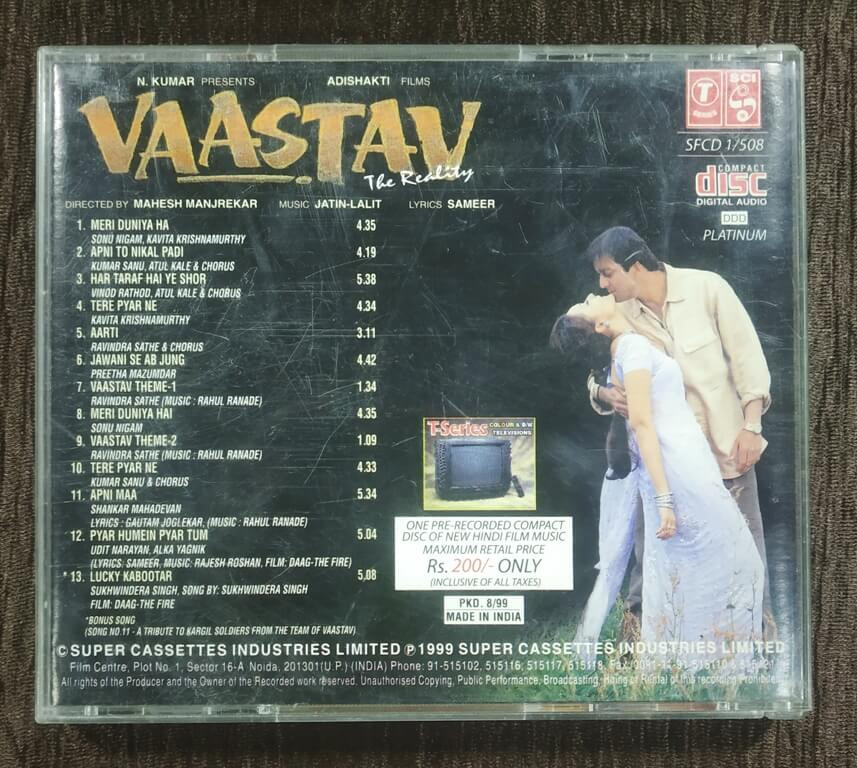 N. KUMAR PRESENTS ADISHAKTI FILMS
VAASTAV
The Reality
DIRECTED BY MAHESH MANJREKAR MUSIC JATIN-LALIT LYRICS SAMEER
1. MERI DUNIYA HA 4.35
SONU NIGAM, KAVITA KRISHNAMURTHY
2. APNI TO NIKAL PADI 4.19
KUMAR SANU, ATUL KALE & CHORUS
3. HAR TARAF HAI YE SHOR 5.38
VINOD RATHOD, ATUL KALE & CHORUS
4. TERE PYAR NE 4.34
KAVITA KRISHNAMURTHY
5. AARTI 3.11
RAVINDRA SATHE & CHORUS
6. JAWANI SE AB JUNG 4.42
PREETHA MAZUMDAR
7. VAASTAV THEME-1 1.34
RAVINDRA SATHE (MUSIC : RAHUL RANADE)
8. MERI DUNIYA HAI 4.35
SONU NIGAM
9. VAASTAV THEME-2 1.09
RAVINDRA SATHE (MUSIC : RAHUL RANADE)
10. TERE PYAR NE 4.33
KUMAR SANU & CHORUS
11. APNI MAA 5.34
SHANKAR MAHADEVAN
LYRICS : GAUTAM JOGLEKAR, (MUSIC : RAHUL RANADE)
12. PYAR HUMEIN PYAR TUM 5.04
UDIT NARAYAN, ALKA YAGNIK
(LYRICS: SAMEER, MUSIC: RAJESH ROSHAN, FILM: DAAG-THE FIRE)
* 13. LUCKY KABOOTAR 5.08
SUKHWINDERA SINGH, SONG BY: SUKHWINDERA SINGH
FILM: DAAG-THE FIRE
*BONUS SONG
(SONG NO.11 - A TRIBUTE TO KARGIL SOLDIERS FROM THE TEAM OF VAASTAV)
T SERIES
SCI
SFCD 1/508
COMPACT
disc
DIGITAL AUDIO
DDD
PLATINUM
T-Series COLOUR & B/W
TELEVISIONS
ONE PRE-RECORDED COMPACT
DISC OF NEW HINDI FILM MUSIC
MAXIMUM RETAIL PRICE
Rs. 200/- ONLY
(INCLUSIVE OF ALL TAXES)
PKD. 8/99
MADE IN INDIA
© SUPER CASSETTES INDUSTRIES LIMITED ℗ 1999 SUPER CASSETTES INDUSTRIES LIMITED
Film Centre, Plot No. 1, Sector 16-A Noida, 201301 (U.P.) (INDIA) Phone: 91-515102, 515116, 515117, 515118, Fax
All rights of the Producer and the Owner of the Recorded work reserved. Unauthorised Copying, Public Performance, Broadcasting, Hiring or Rental of this recording Prohibited